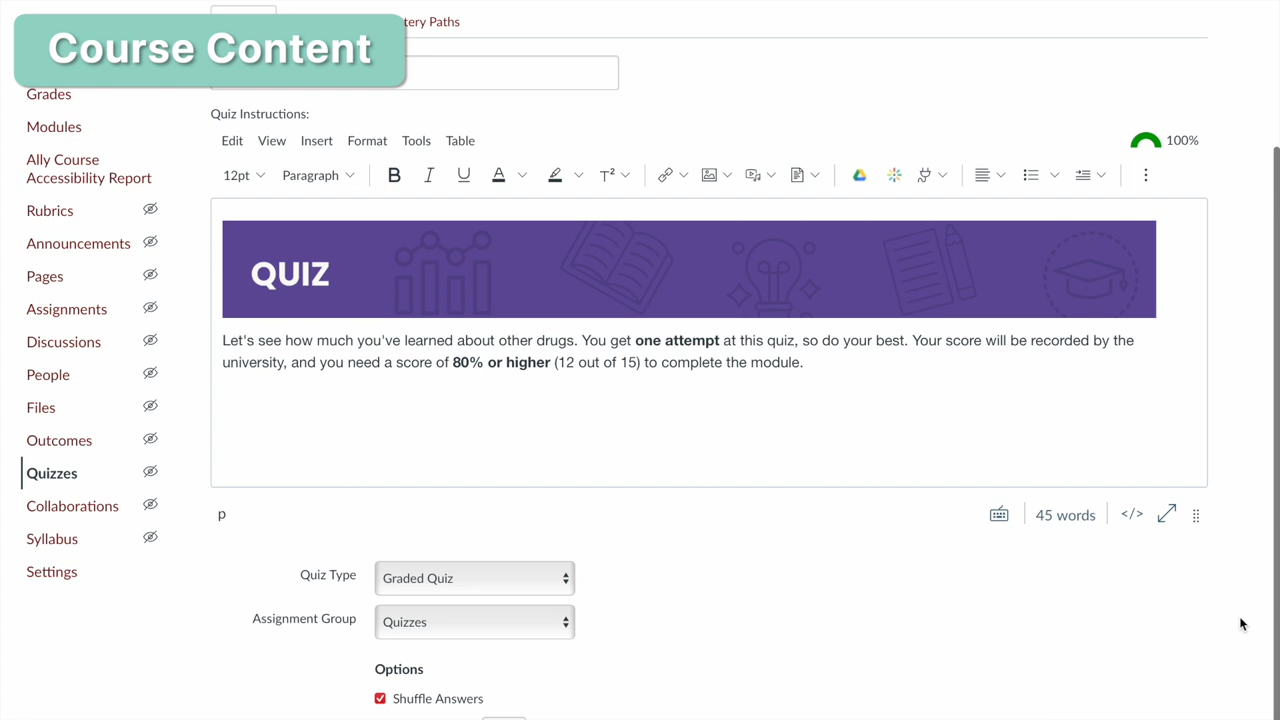 Course Content
tery Paths
Grades
Modules
Ally Course
Accessibility Report
Rubrics
Announcements
Pages
Assignments
Discussions
People
Files
Outcomes
Quizzes
Collaborations
Syllabus
Settings
Quiz Instructions:
Edit View Insert Format Tools Table
100%
12pt Paragraph B I U A T²
QUIZ
Let's see how much you've learned about other drugs. You get one attempt at this quiz, so do your best. Your score will be recorded by the
university, and you need a score of 80% or higher (12 out of 15) to complete the module.
p
45 words </>
Quiz Type Graded Quiz
Assignment Group Quizzes
Options
Shuffle Answers